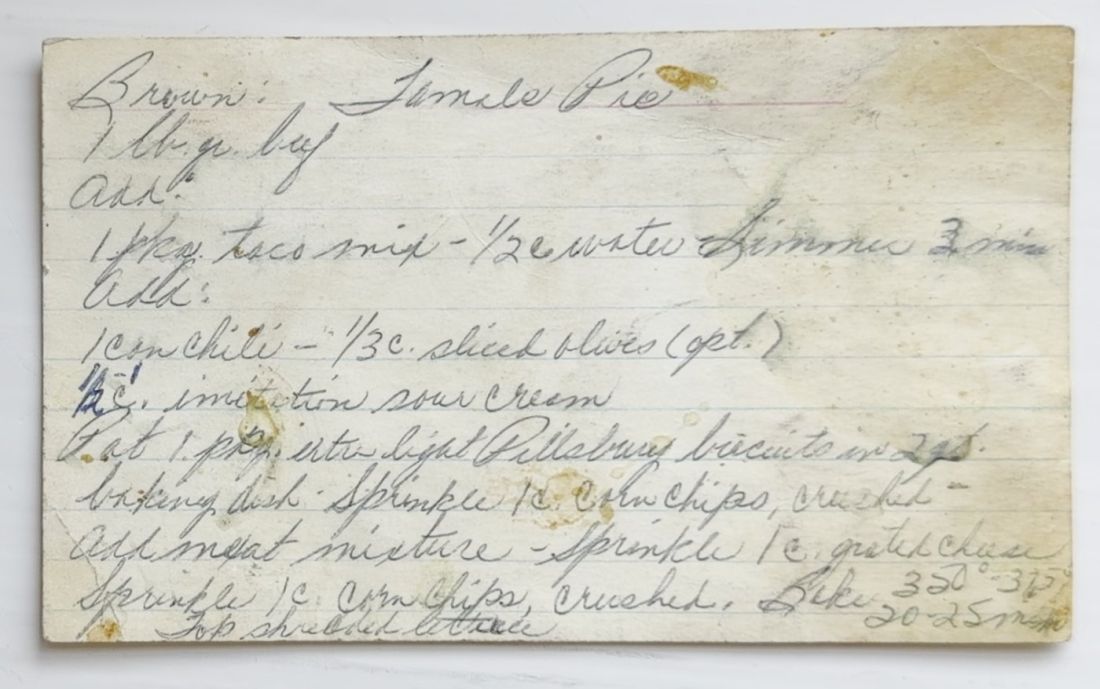 Brown: Tamale Pie
1 lb. gr. beef
Add:
1 pkg. taco mix - 1/2 c water - Simmer 3 min
Add:
1 can chili - 1/3 c. sliced olives (opt.)
1/2 c. imitation sour cream
Pat 1 pkg. extra light Pillsbury biscuits in 2 qt.
baking dish. Sprinkle 1 c. corn chips, crushed -
Add meat mixture - Sprinkle 1 c. grated cheese
Sprinkle 1 c. corn chips, crushed. Bake 350° - 375°
20-25 min
Top shredded lettuce